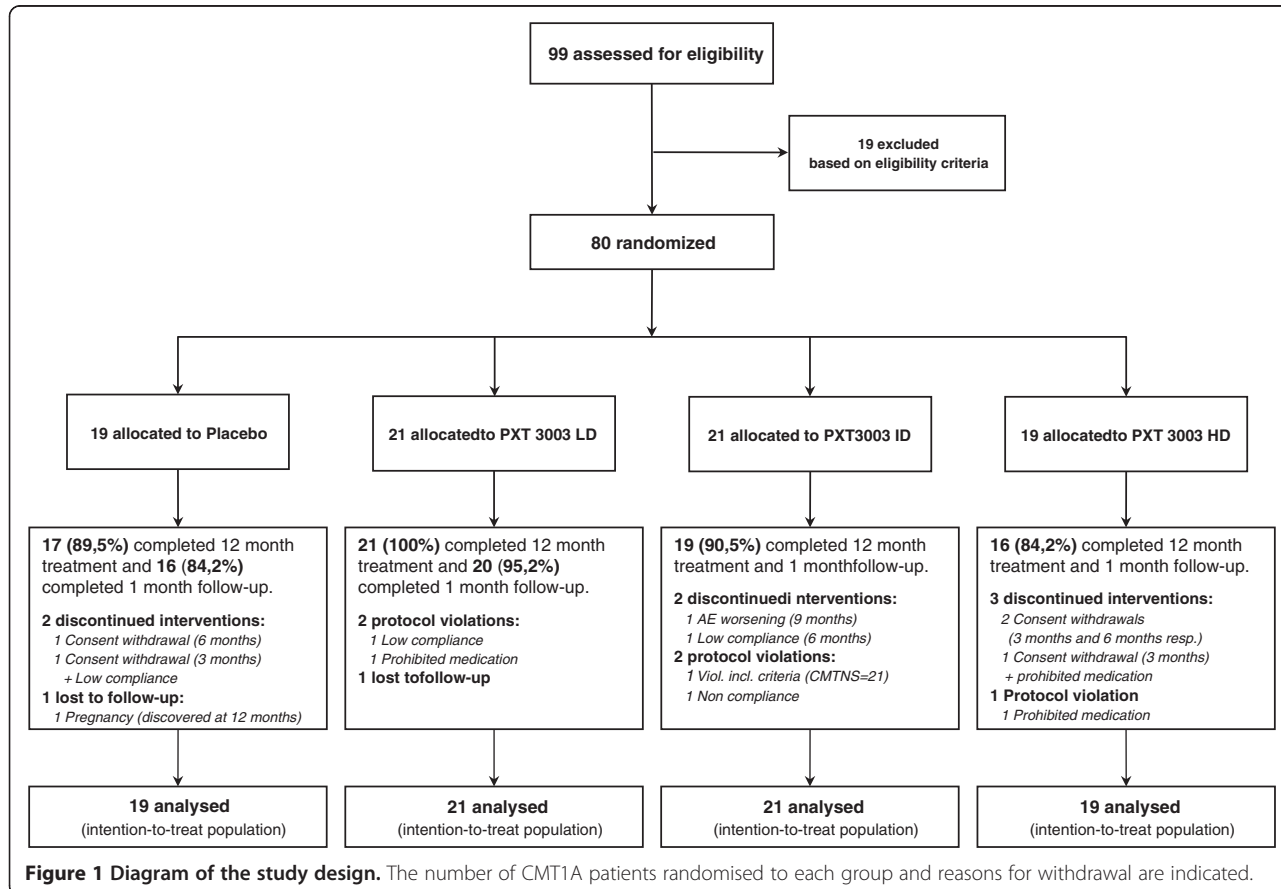 99 assessed for eligibility
19 excluded
based on eligibility criteria
80 randomized
19 allocated to Placebo
21 allocatedto PXT 3003 LD
21 allocated to PXT3003 ID
19 allocatedto PXT 3003 HD
17 (89,5%) completed 12 month
treatment and 16 (84,2%)
completed 1 month follow-up.
2 discontinued interventions:
1 Consent withdrawal (6 months)
1 Consent withdrawal (3 months)
+ Low compliance
1 lost to follow-up:
1 Pregnancy (discovered at 12 months)
21 (100%) completed 12 month
treatment and 20 (95,2%)
completed 1 month follow-up.
2 protocol violations:
1 Low compliance
1 Prohibited medication
1 lost tofollow-up
19 (90,5%) completed 12 month
treatment and 1 monthfollow-up.
2 discontinuedi nterventions:
1 AE worsening (9 months)
1 Low compliance (6 months)
2 protocol violations:
1 Viol. incl. criteria (CMTNS=21)
1 Non compliance
16 (84,2%) completed 12 month
treatment and 1 month follow-up.
3 discontinued interventions:
2 Consent withdrawals
(3 months and 6 months resp.)
1 Consent withdrawal (3 months)
+ prohibited medication
1 Protocol violation
1 Prohibited medication
19 analysed
(intention-to-treat population)
21 analysed
(intention-to-treat population)
21 analysed
(intention-to-treat population)
19 analysed
(intention-to-treat population)
Figure 1 Diagram of the study design. The number of CMT1A patients randomised to each group and reasons for withdrawal are indicated.